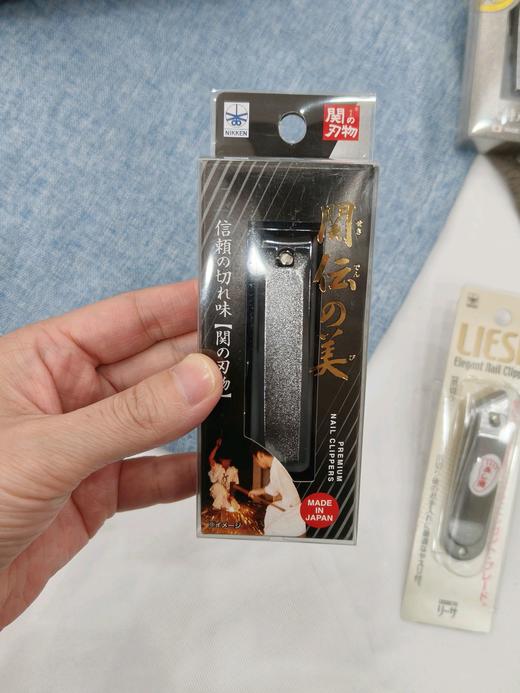 NIKKEN
関の
刃物
関伝の美
せき
でん
び
信頼の切れ味【関の刃物】
PREMIUM
NAIL CLIPPERS
MADE
IN
JAPAN
※イメージ
LIES
Elegant Nail Clipp
リーサ